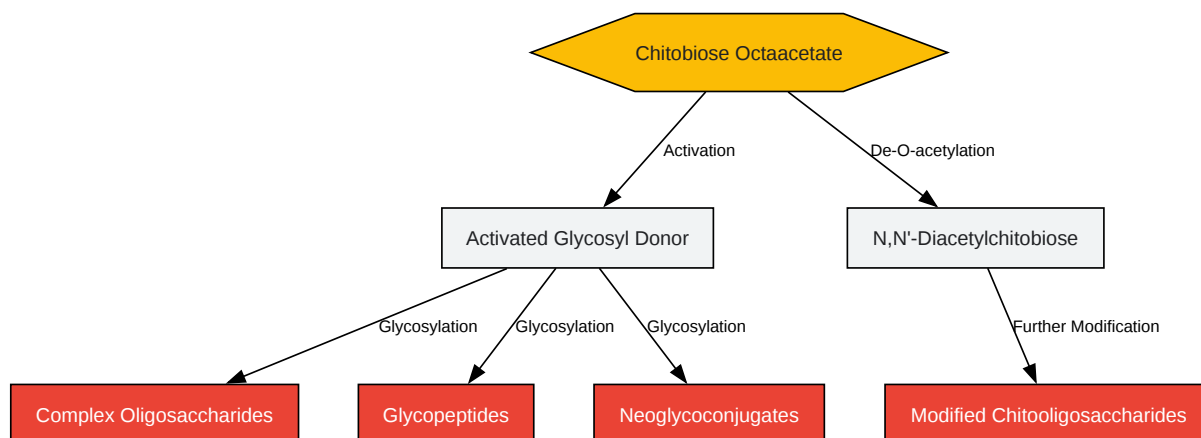 Chitobiose Octaacetate
Activation
De-O-acetylation
Activated Glycosyl Donor
N,N'-Diacetylchitobiose
Glycosylation
Glycosylation
Glycosylation
Further Modification
Complex Oligosaccharides
Glycopeptides
Neoglycoconjugates
Modified Chitooligosaccharides